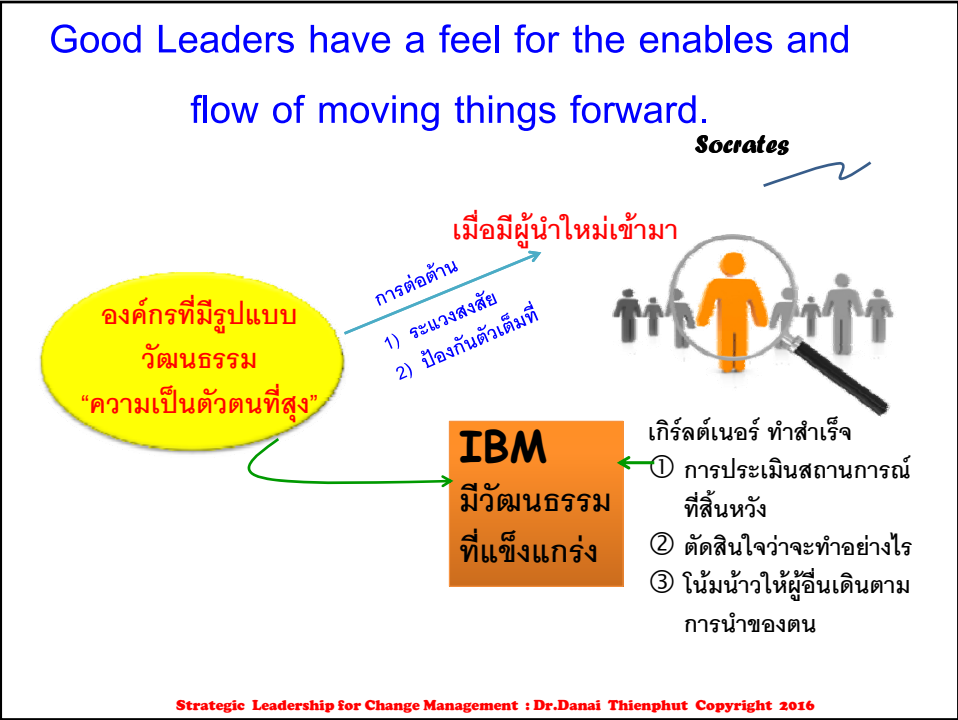 Good Leaders have a feel for the enables and
flow of moving things forward.
Socrates
เมื่อมีผู้นำใหม่เข้ามา
การต่อต้าน
1) ระแวงสงสัย
2) ป้องกันตัวเต็มที่
องค์กรที่มีรูปแบบ
วัฒนธรรม
“ความเป็นตัวตนที่สุง”
IBM
มีวัฒนธรรม
ที่แข็งแกร่ง
เกิร์ลต์เนอร์ ทำสำเร็จ
① การประเมินสถานการณ์
ที่สิ้นหวัง
② ตัดสินใจว่าจะทำอย่างไร
③ โน้มน้าวให้ผู้อื่นเดินตาม
การนำของตน
Strategic Leadership for Change Management : Dr.Danai Thienphut Copyright 2016